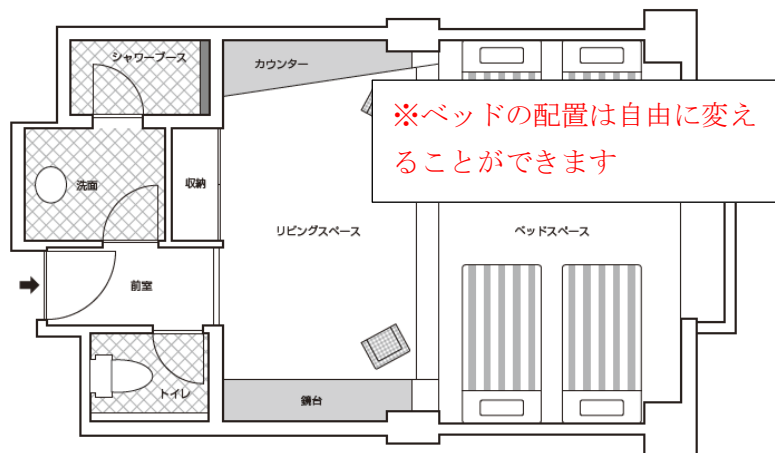 シャワーブース
カウンター
※ベッドの配置は自由に変え
ることができます
洗面
収納
リビングスペース
ベッドスペース
前室
トイレ
鏡台